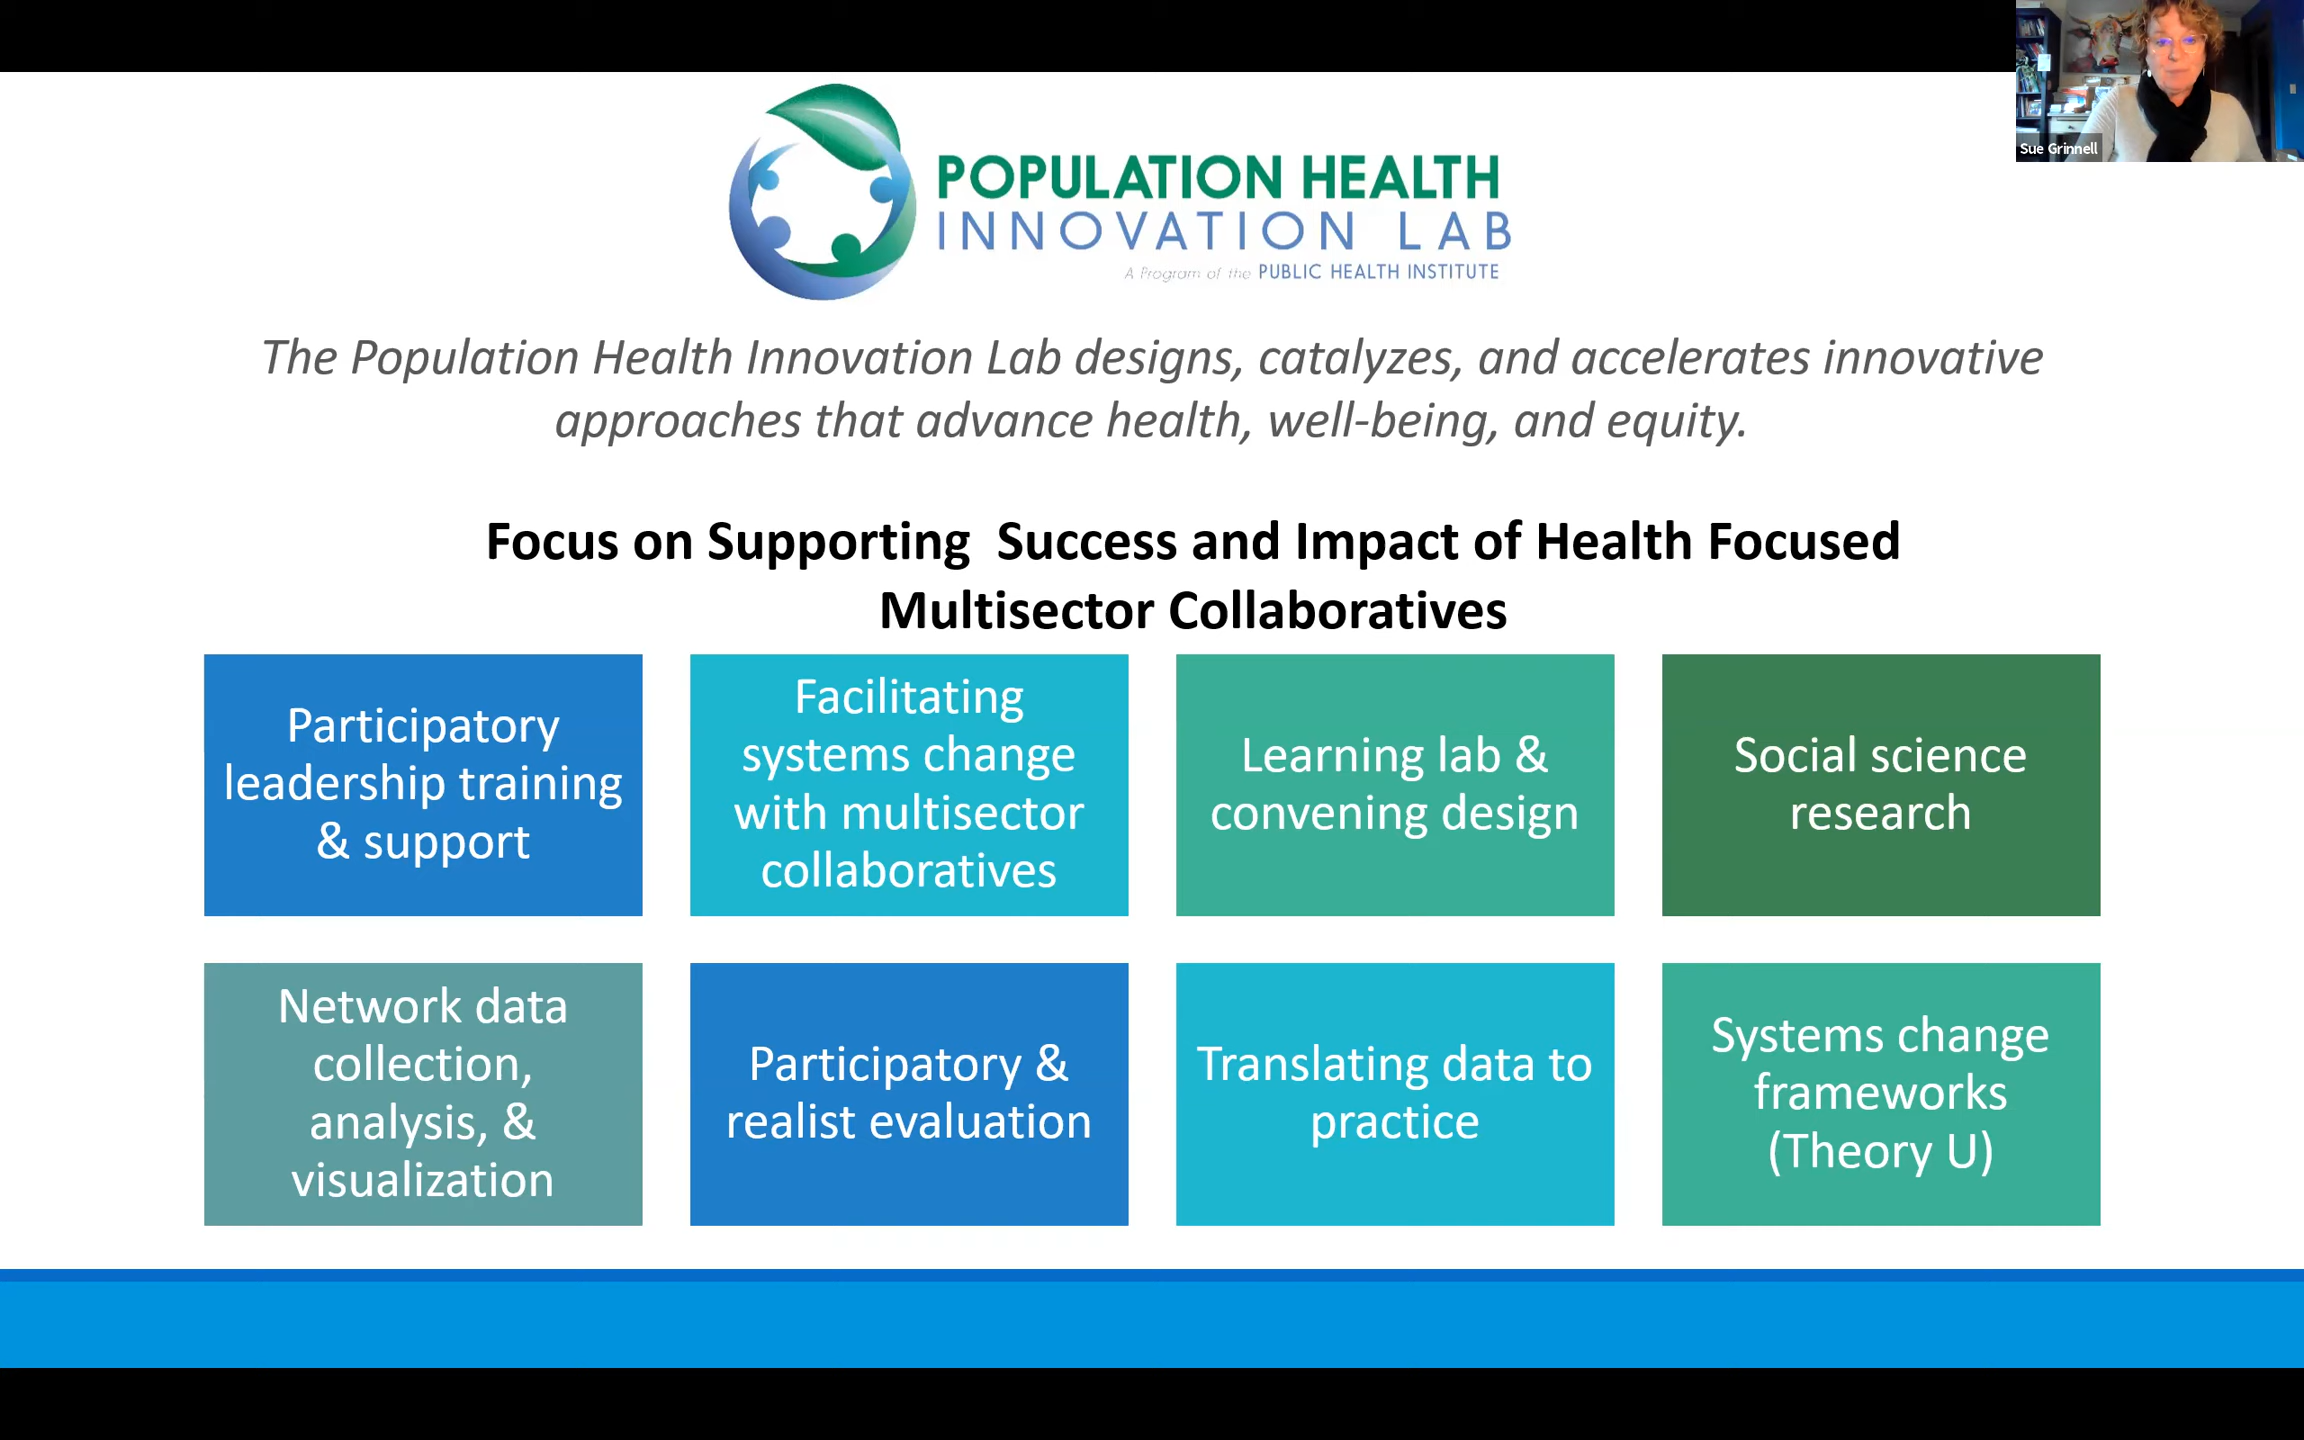 Sue Grinnell
POPULATION HEALTH
INNOVATION LAB
A Program of the PUBLIC HEALTH INSTITUTE
The Population Health Innovation Lab designs, catalyzes, and accelerates innovative
approaches that advance health, well-being, and equity.
Focus on Supporting  Success and Impact of Health Focused
Multisector Collaboratives
Participatory
leadership training
& support
Facilitating
systems change
with multisector
collaboratives
Learning lab &
convening design
Social science
research
Network data
collection,
analysis, &
visualization
Participatory &
realist evaluation
Translating data to
practice
Systems change
frameworks
(Theory U)